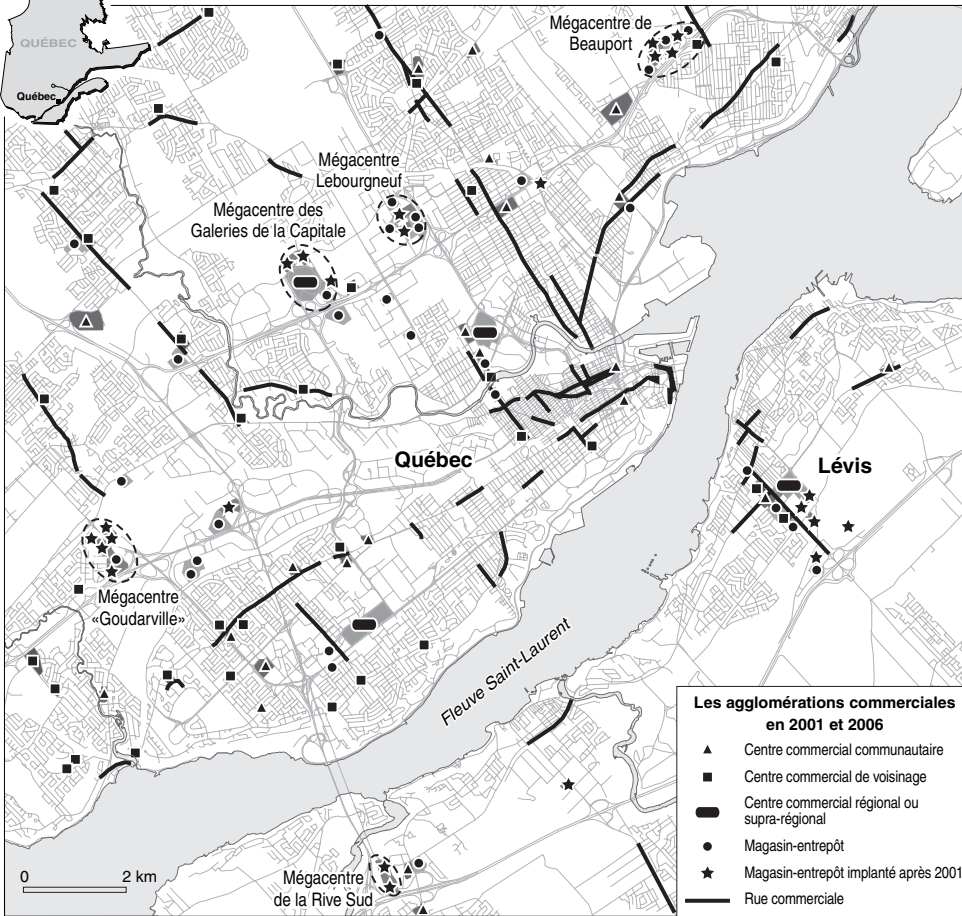 QUÉBEC
Québec
Mégacentre de
Beauport
Mégacentre
Lebourgneuf
Mégacentre des
Galeries de la Capitale
Québec
Lévis
Mégacentre
«Goudarville»
Fleuve Saint-Laurent
Mégacentre
de la Rive Sud
0 2 km
Les agglomérations commerciales
en 2001 et 2006
Centre commercial communautaire
Centre commercial de voisinage
Centre commercial régional ou
supra-régional
Magasin-entrepôt
Magasin-entrepôt implanté après 2001
Rue commerciale